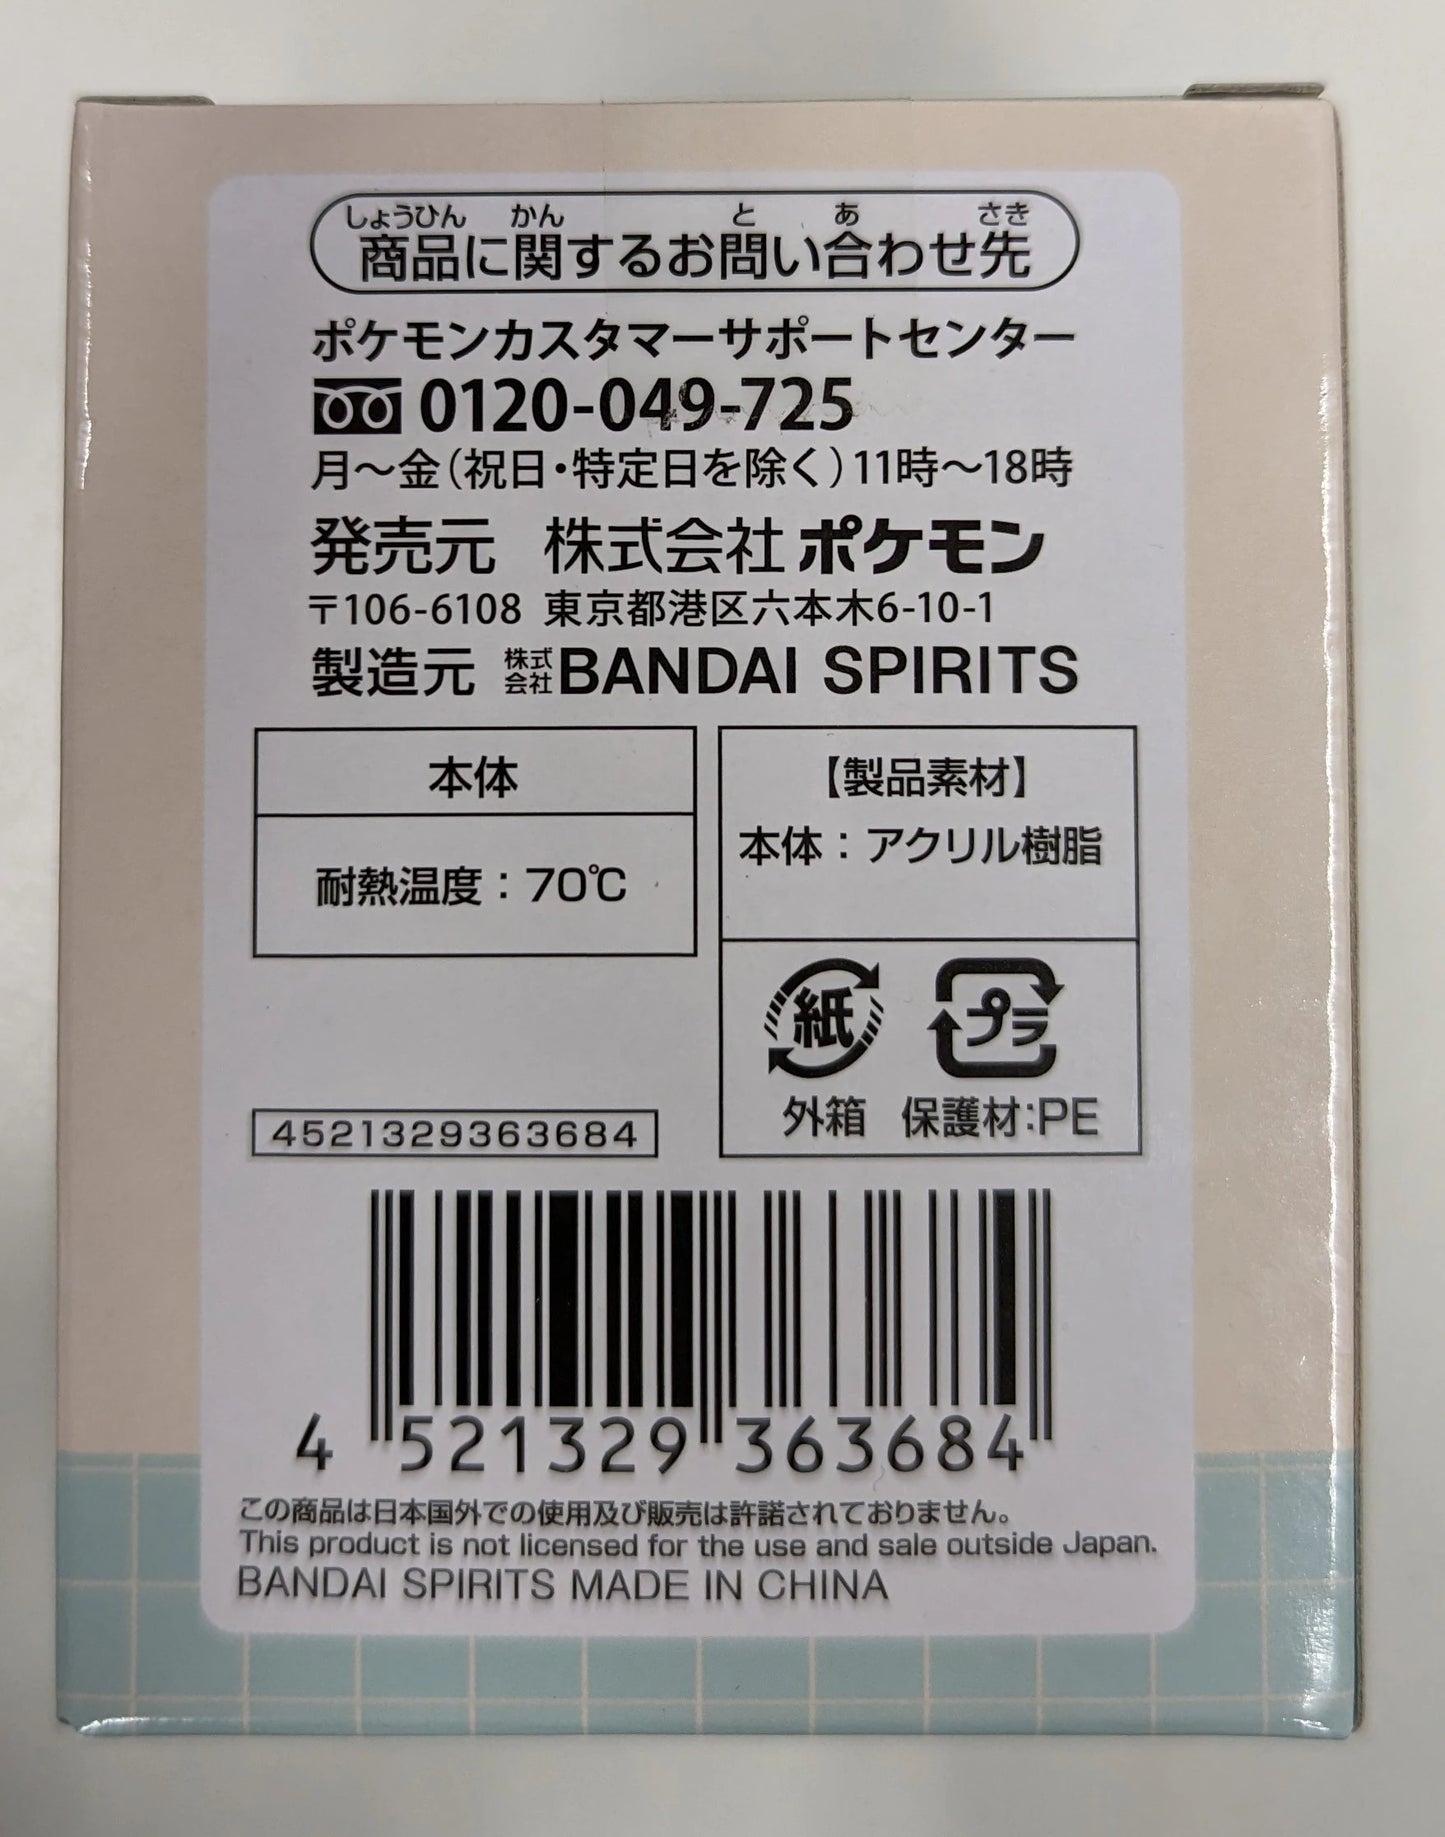 しょうひん かん と あ さき
商品に関するお問い合わせ先
ポケモンカスタマーサポートセンター
0120-049-725
月〜金(祝日・特定日を除く)11時〜18時
発売元 株式会社ポケモン
〒106-6108 東京都港区六本木6-10-1
製造元 株式会社BANDAI SPIRITS
本体
耐熱温度：70℃
【製品素材】
本体：アクリル樹脂
紙 プラ
外箱 保護材:PE
4521329363684
4 521329 363684
この商品は日本国外での使用及び販売は許諾されておりません。
This product is not licensed for the use and sale outside Japan.
BANDAI SPIRITS MADE IN CHINA